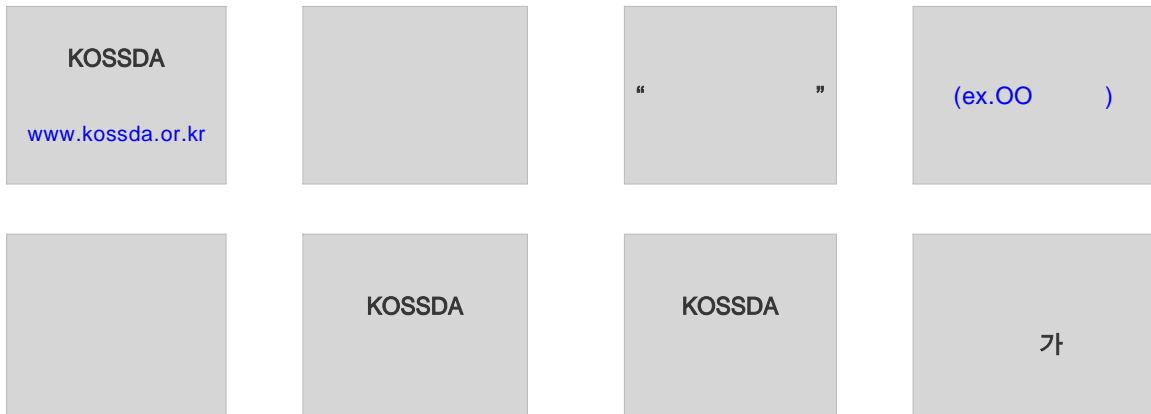 KOSSDA
www.kossda.or.kr
“ ”
(ex.OO )
KOSSDA
KOSSDA
가